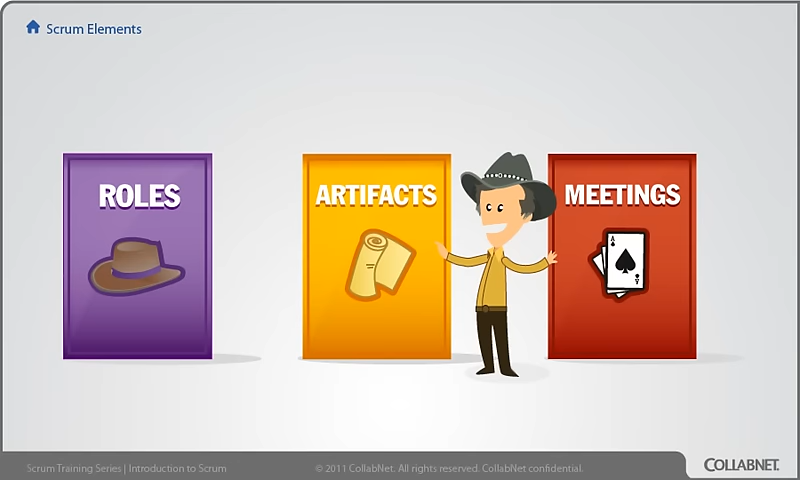 Scrum Elements
ROLES
ARTIFACTS
MEETINGS
A
A
Scrum Training Series | Introduction to Scrum
© 2011 CollabNet. All rights reserved. CollabNet confidential.
COLLABNET.